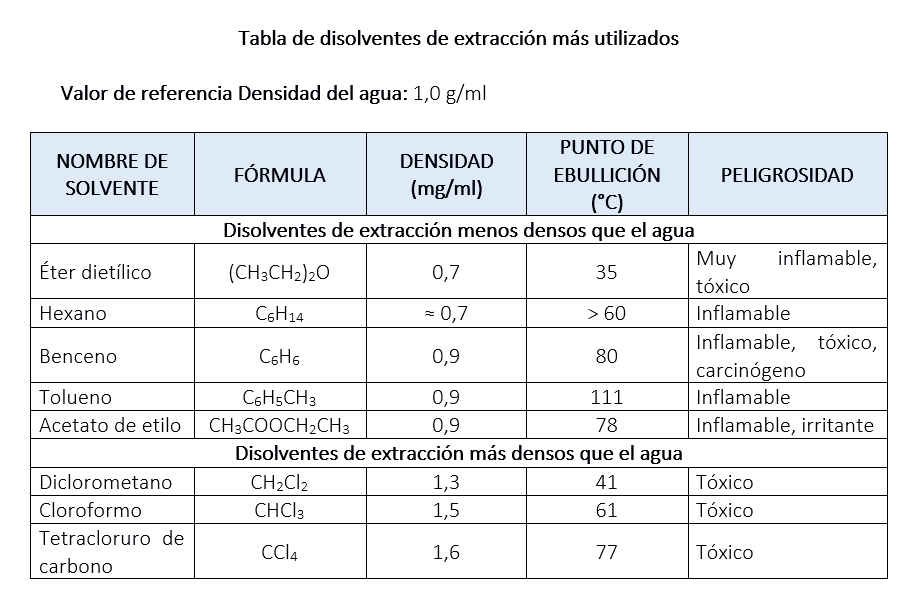 Tabla de disolventes de extracción más utilizados
Valor de referencia Densidad del agua: 1,0 g/ml
NOMBRE DE SOLVENTE FÓRMULA DENSIDAD (mg/ml) PUNTO DE EBULLICIÓN (°C) PELIGROSIDAD
Disolventes de extracción menos densos que el agua
Éter dietílico (CH₃CH₂)₂O 0,7 35 Muy inflamable, tóxico
Hexano C₆H₁₄ ≈ 0,7 > 60 Inflamable
Benceno C₆H₆ 0,9 80 Inflamable, tóxico, carcinógeno
Tolueno C₆H₅CH₃ 0,9 111 Inflamable
Acetato de etilo CH₃COOCH₂CH₃ 0,9 78 Inflamable, irritante
Disolventes de extracción más densos que el agua
Diclorometano CH₂Cl₂ 1,3 41 Tóxico
Cloroformo CHCl₃ 1,5 61 Tóxico
Tetracloruro de carbono CCl₄ 1,6 77 Tóxico